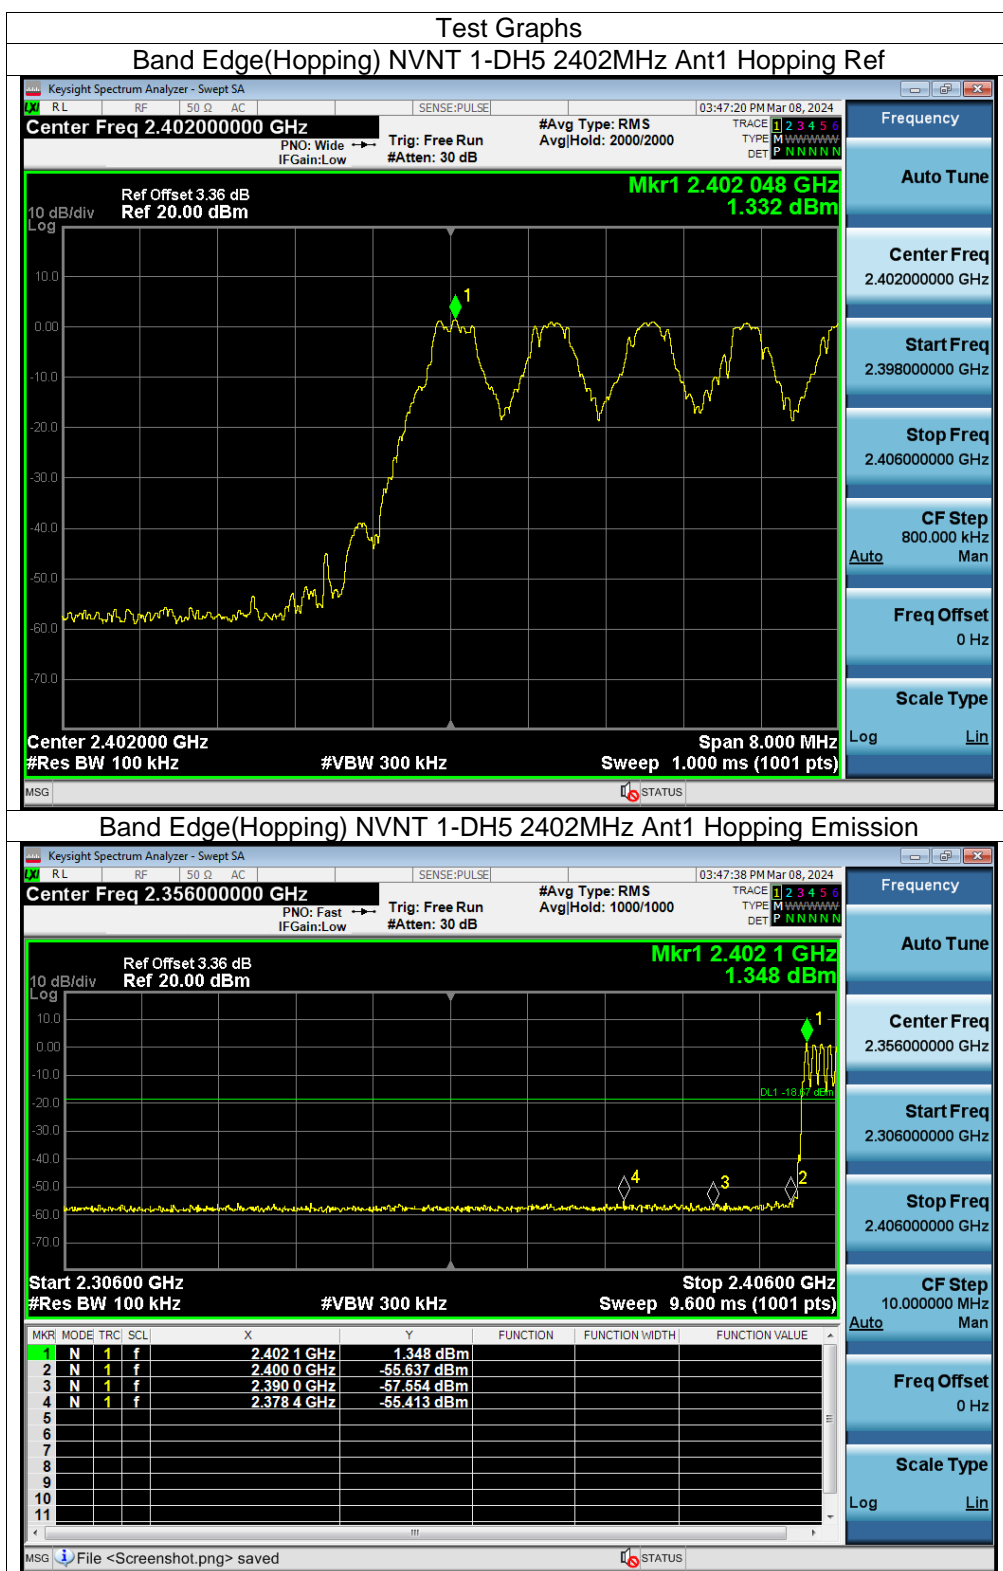 Test Graphs
Band Edge(Hopping) NVNT 1-DH5 2402MHz Ant1 Hopping Ref
Keysight Spectrum Analyzer - Swept SA
LXI RL RF 50 Ω AC SENSE:PULSE 03:47:20 PM Mar 08, 2024
Center Freq 2.402000000 GHz
PNO: Wide
IFGain:Low
Trig: Free Run
#Atten: 30 dB
#Avg Type: RMS
Avg|Hold: 2000/2000
TRACE 1 2 3 4 5 6
TYPE M WWWWW
DET P N N N N N
Mkr1 2.402 048 GHz
1.332 dBm
Ref Offset 3.36 dB
10 dB/div Ref 20.00 dBm
Log
10.0
0.00
-10.0
-20.0
-30.0
-40.0
-50.0
-60.0
-70.0
1
Center 2.402000 GHz Span 8.000 MHz
#Res BW 100 kHz #VBW 300 kHz Sweep 1.000 ms (1001 pts)
MSG STATUS
Frequency
Auto Tune
Center Freq
2.402000000 GHz
Start Freq
2.398000000 GHz
Stop Freq
2.406000000 GHz
CF Step
800.000 kHz
Auto Man
Freq Offset
0 Hz
Scale Type
Log Lin
Band Edge(Hopping) NVNT 1-DH5 2402MHz Ant1 Hopping Emission
Keysight Spectrum Analyzer - Swept SA
LXI RL RF 50 Ω AC SENSE:PULSE 03:47:38 PM Mar 08, 2024
Center Freq 2.356000000 GHz
PNO: Fast
IFGain:Low
Trig: Free Run
#Atten: 30 dB
#Avg Type: RMS
Avg|Hold: 1000/1000
TRACE 1 2 3 4 5 6
TYPE M WWWWW
DET P N N N N N
Mkr1 2.402 1 GHz
1.348 dBm
Ref Offset 3.36 dB
10 dB/div Ref 20.00 dBm
Log
10.0
0.00
-10.0
-20.0
-30.0
-40.0
-50.0
-60.0
-70.0
1
DL1 -18.67 dBm
4
3
2
Start 2.30600 GHz Stop 2.40600 GHz
#Res BW 100 kHz #VBW 300 kHz Sweep 9.600 ms (1001 pts)
MKR MODE TRC SCL X Y FUNCTION FUNCTION WIDTH FUNCTION VALUE
1 N 1 f 2.402 1 GHz 1.348 dBm
2 N 1 f 2.400 0 GHz -55.637 dBm
3 N 1 f 2.390 0 GHz -57.554 dBm
4 N 1 f 2.378 4 GHz -55.413 dBm
5
6
7
8
9
10
11
MSG File <Screenshot.png> saved STATUS
Frequency
Auto Tune
Center Freq
2.356000000 GHz
Start Freq
2.306000000 GHz
Stop Freq
2.406000000 GHz
CF Step
10.000000 MHz
Auto Man
Freq Offset
0 Hz
Scale Type
Log Lin